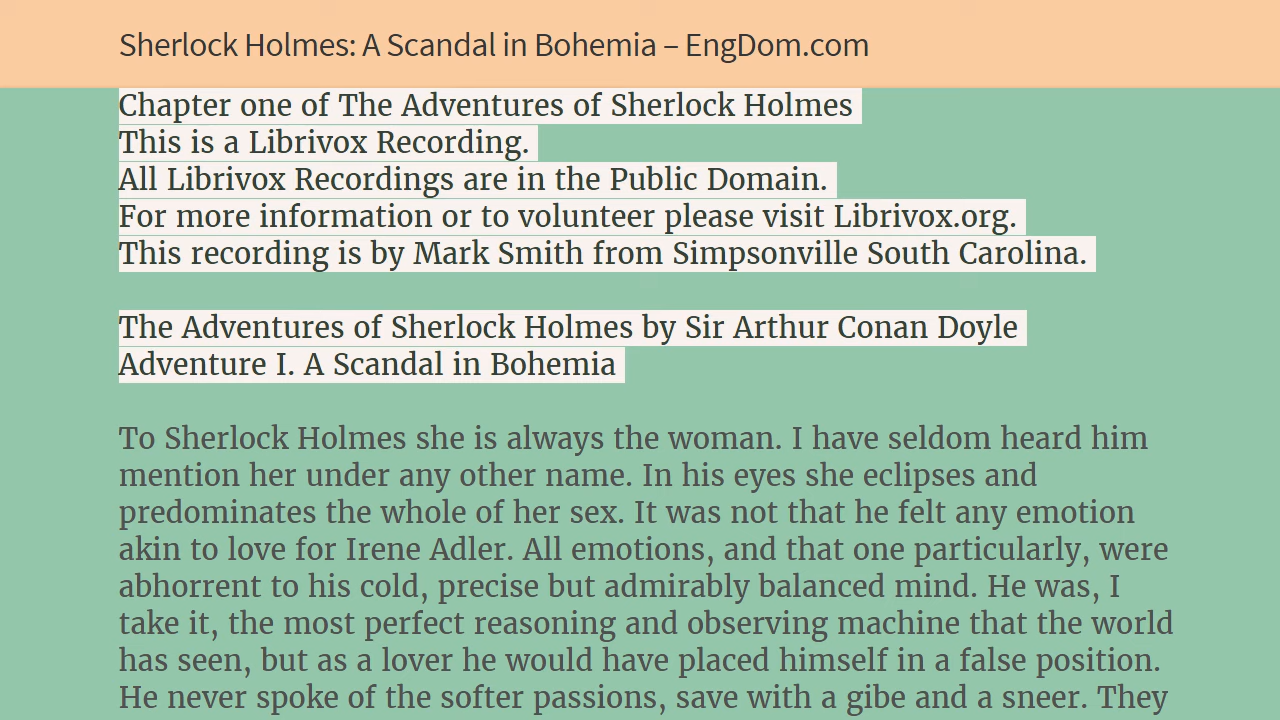 Sherlock Holmes: A Scandal in Bohemia – EngDom.com
Chapter one of The Adventures of Sherlock Holmes
This is a Librivox Recording.
All Librivox Recordings are in the Public Domain.
For more information or to volunteer please visit Librivox.org.
This recording is by Mark Smith from Simpsonville South Carolina.
The Adventures of Sherlock Holmes by Sir Arthur Conan Doyle
Adventure I. A Scandal in Bohemia
To Sherlock Holmes she is always the woman. I have seldom heard him
mention her under any other name. In his eyes she eclipses and
predominates the whole of her sex. It was not that he felt any emotion
akin to love for Irene Adler. All emotions, and that one particularly, were
abhorrent to his cold, precise but admirably balanced mind. He was, I
take it, the most perfect reasoning and observing machine that the world
has seen, but as a lover he would have placed himself in a false position.
He never spoke of the softer passions, save with a gibe and a sneer. They